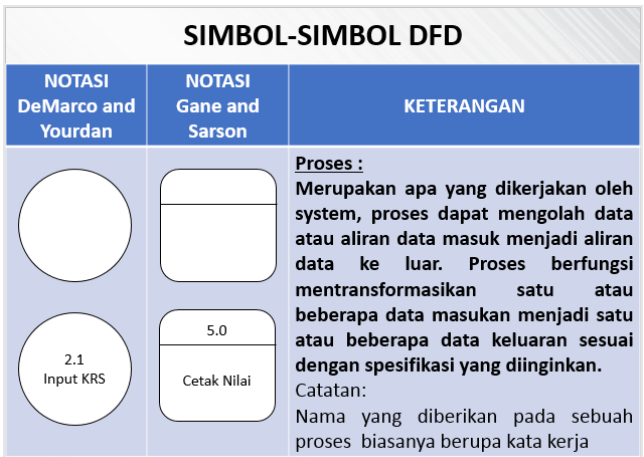 SIMBOL-SIMBOL DFD
NOTASI
DeMarco and
Yourdan
NOTASI
Gane and
Sarson
KETERANGAN
2.1
Input KRS
5.0
Cetak Nilai
Proses :
Merupakan apa yang dikerjakan oleh
system, proses dapat mengolah data
atau aliran data masuk menjadi aliran
data ke luar. Proses berfungsi
mentransformasikan satu atau
beberapa data masukan menjadi satu
atau beberapa data keluaran sesuai
dengan spesifikasi yang diinginkan.
Catatan:
Nama yang diberikan pada sebuah
proses biasanya berupa kata kerja